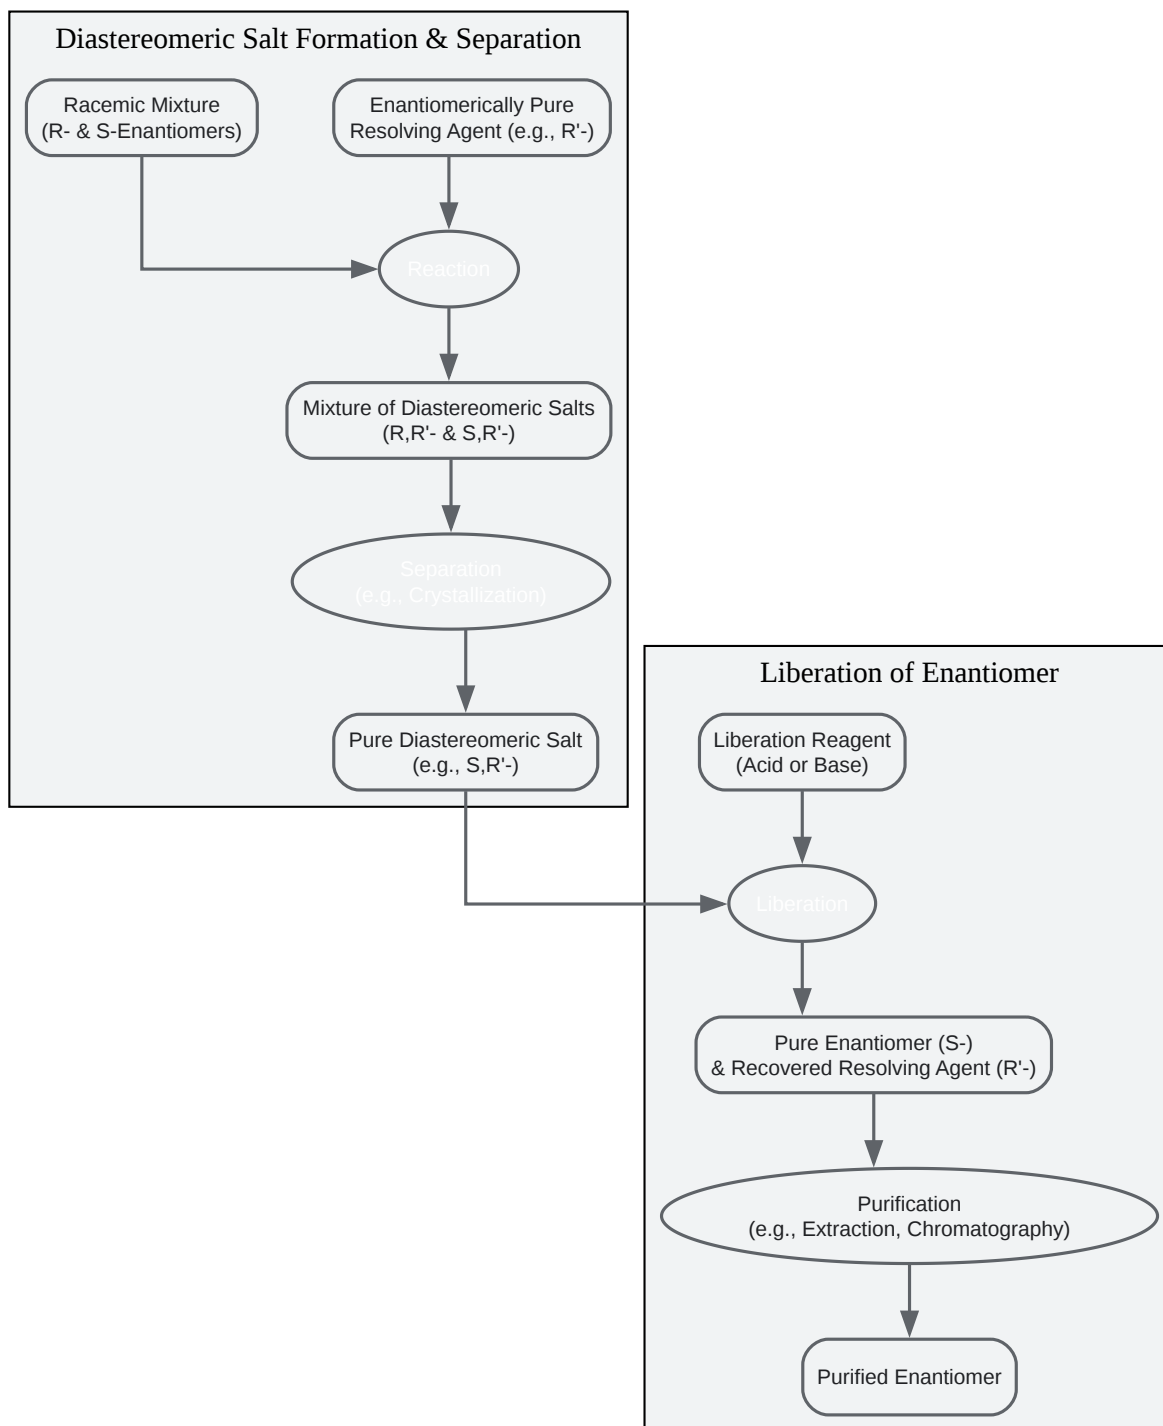 Diastereomeric Salt Formation & Separation
Racemic Mixture
(R- & S-Enantiomers)
Enantiomerically Pure
Resolving Agent (e.g., R'-)
Reaction
Mixture of Diastereomeric Salts
(R,R'- & S,R'-)
Separation
(e.g., Crystallization)
Pure Diastereomeric Salt
(e.g., S,R'-)
Liberation of Enantiomer
Liberation Reagent
(Acid or Base)
Liberation
Pure Enantiomer (S-)
& Recovered Resolving Agent (R'-)
Purification
(e.g., Extraction, Chromatography)
Purified Enantiomer